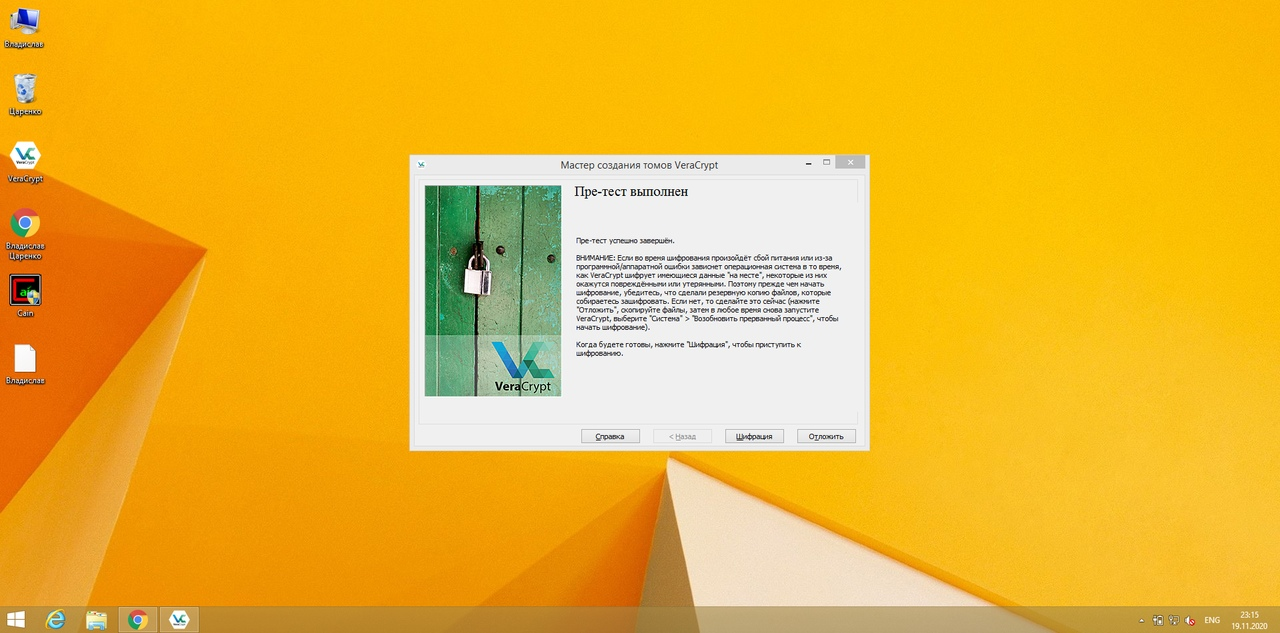 Владислав
Царенко
VeraCrypt
VeraCrypt
Владислав
Царенко
Cain
Cain
Владислав
Мастер создания томов VeraCrypt
Пре-тест выполнен
Пре-тест успешно завершён.
ВНИМАНИЕ: Если во время шифрования произойдёт сбой питания или из-за
программной/аппаратной ошибки зависнет операционная система в то время,
как VeraCrypt шифрует имеющиеся данные "на месте", некоторые из них
окажутся повреждёнными или утерянными. Поэтому прежде чем начать
шифрование, убедитесь, что сделали резервную копию файлов, которые
собираетесь зашифровать. Если нет, то сделайте это сейчас (нажмите
"Отложить", скопируйте файлы, затем в любое время снова запустите
VeraCrypt, выберите "Система" > "Возобновить прерванный процесс", чтобы
начать шифрование).
Когда будете готовы, нажмите "Шифрация", чтобы приступить к
шифрованию.
VeraCrypt
Справка
< Назад
Шифрация
Отложить
ENG
23:15
19.11.2020